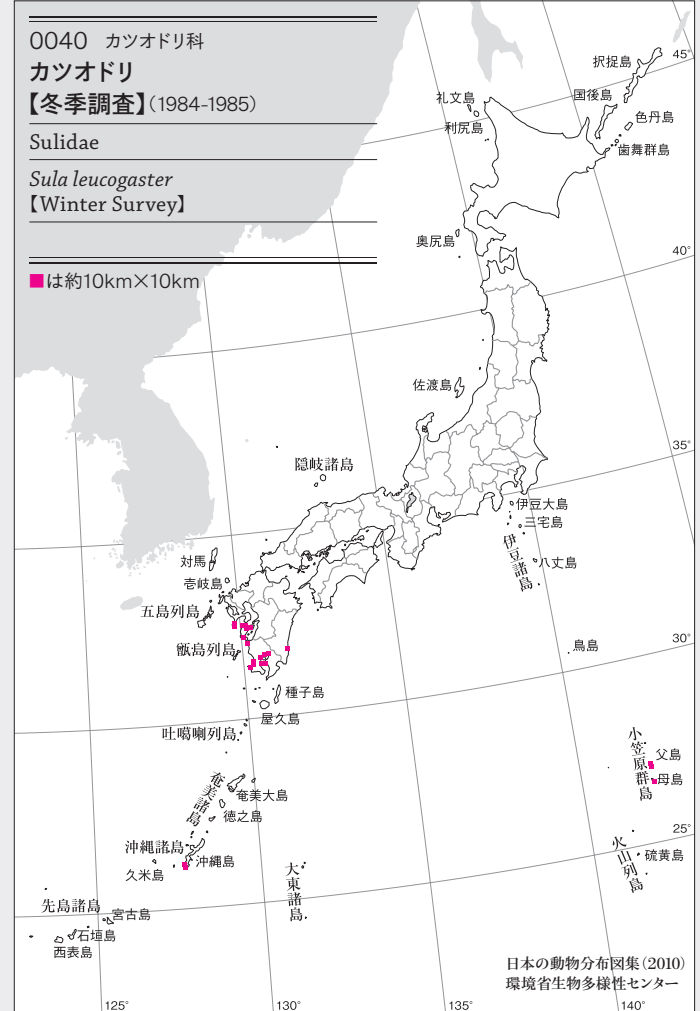 0040 カツオドリ科
カツオドリ
【冬季調査】(1984-1985)
Sulidae
Sula leucogaster
【Winter Survey】
■は約10km×10km
45°
択捉島
国後島
礼文島
色丹島
利尻島
歯舞群島
奥尻島
40°
佐渡島
35°
隠岐諸島
伊豆大島
三宅島
伊豆諸島
八丈島
対馬
壱岐島
五島列島
甑島列島
30°
鳥島
種子島
屋久島
吐噶喇列島
小笠原群島
父島
母島
奄美諸島
奄美大島
徳之島
25°
沖縄諸島
沖縄島
久米島
火山列島
硫黄島
大東諸島
先島諸島
宮古島
石垣島
西表島
日本の動物分布図集(2010)
環境省生物多様性センター
125°
130°
135°
140°